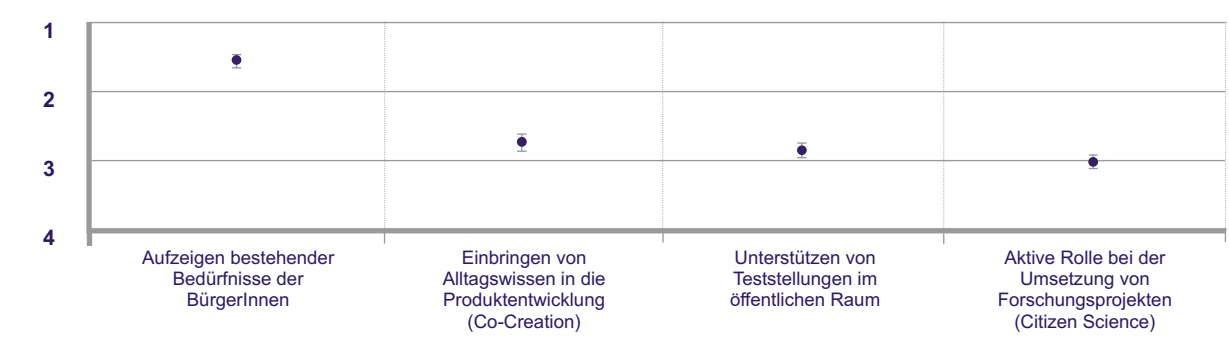 1
2
3
4
Aufzeigen bestehender
Bedürfnisse der
BürgerInnen
Einbringen von
Alltagswissen in die
Produktentwicklung
(Co-Creation)
Unterstützen von
Teststellungen im
öffentlichen Raum
Aktive Rolle bei der
Umsetzung von
Forschungsprojekten
(Citizen Science)